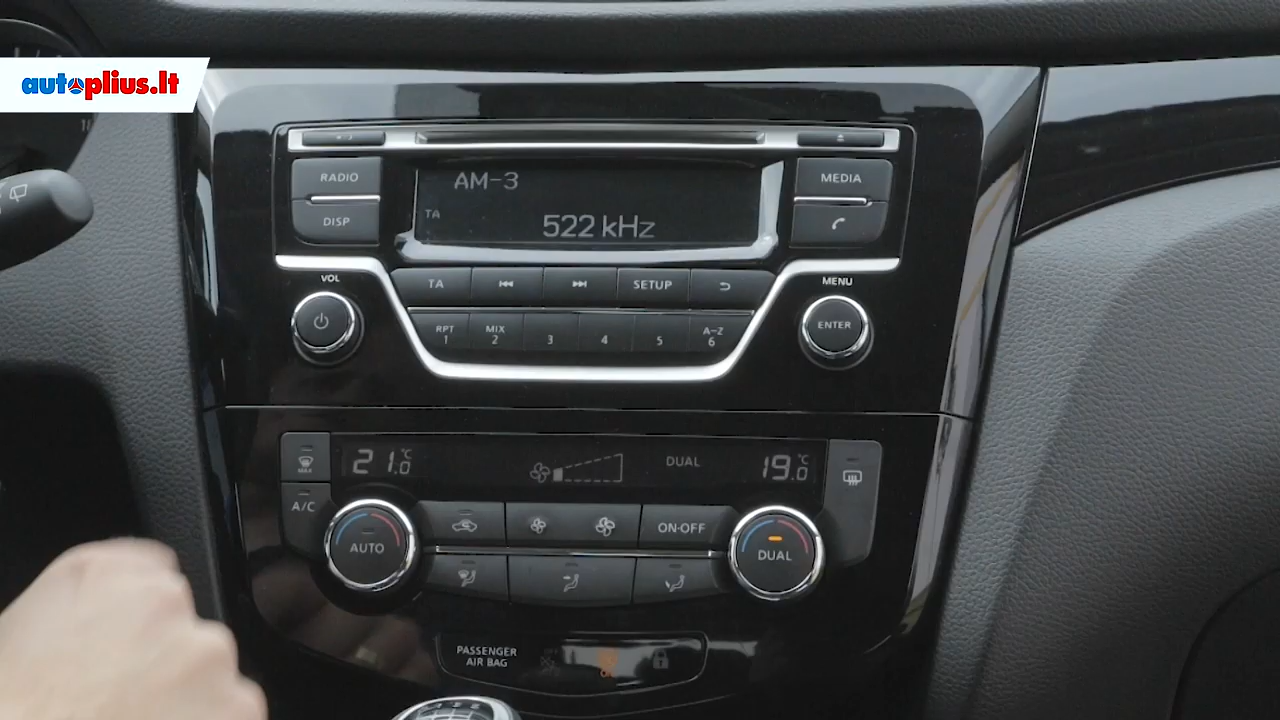 autoplius.lt
RADIO
MEDIA
DISP
AM-3
TA
522 kHz
VOL
MENU
TA
SETUP
ENTER
RPT
1
MIX
2
3
4
5
A-Z
6
MAX
21.0 °C
DUAL
19.0 °C
A/C
AUTO
ON-OFF
DUAL
PASSENGER
AIR BAG